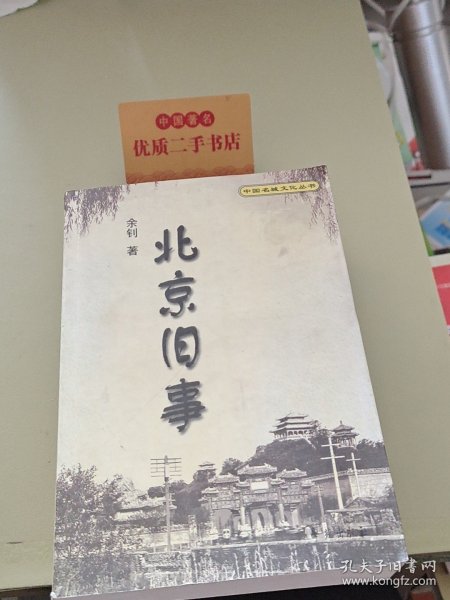 中国著名
优质二手书店
中国名城文化丛书
余钊 著
北京旧事
孔夫子旧书网
kongfz.com